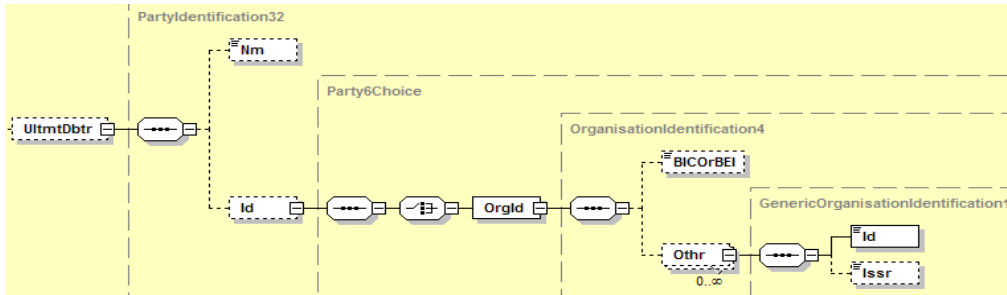 PartyIdentification32
Nm
Party6Choice
UltmtDbtr
OrganisationIdentification4
BICOrBEI
Id
OrgId
GenericOrganisationIdentification1
Id
Othr
0..∞
Issr